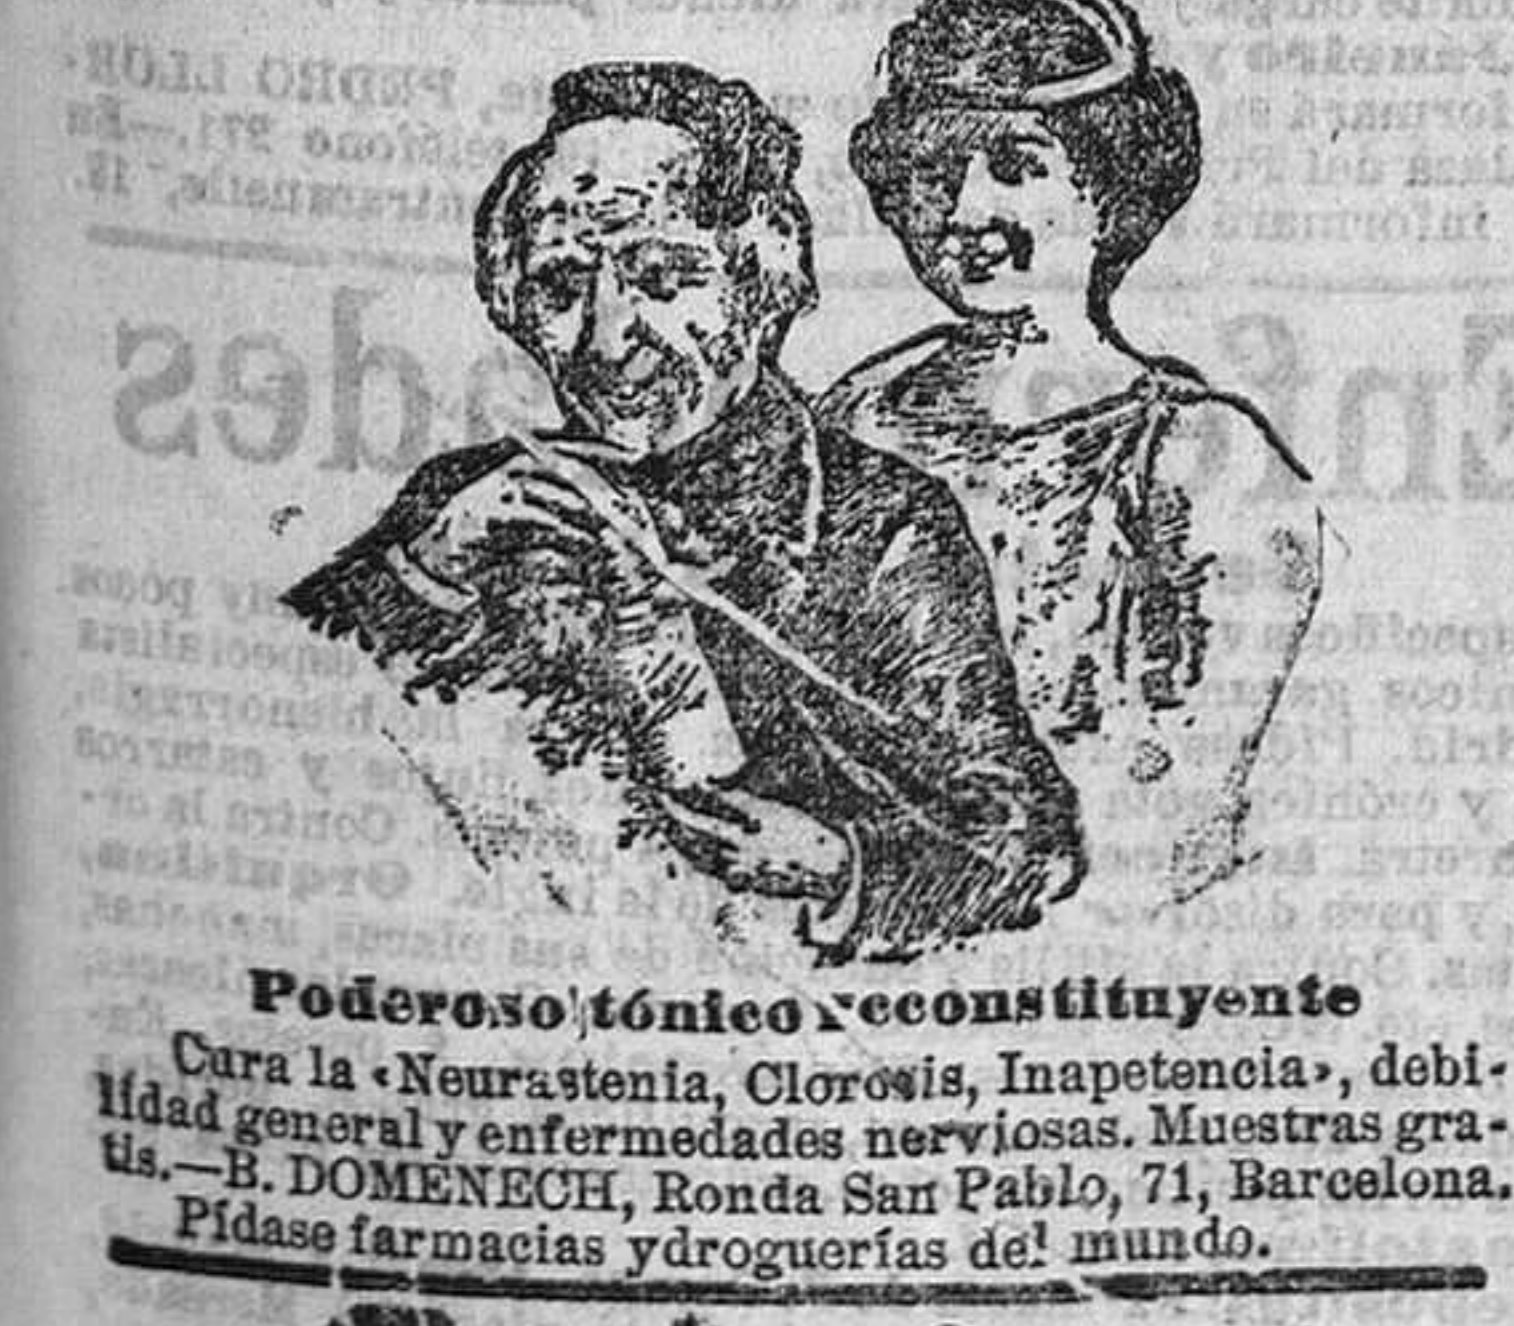 Poderoso tónico reconstituyente
Cura la «Neurastenia, Clorosis, Inapetencia», debi-
lidad general y enfermedades nerviosas. Muestras gra-
tis.—B. DOMENECH, Ronda San Pablo, 71, Barcelona.
Pídase farmacias ydroguerías del mundo.